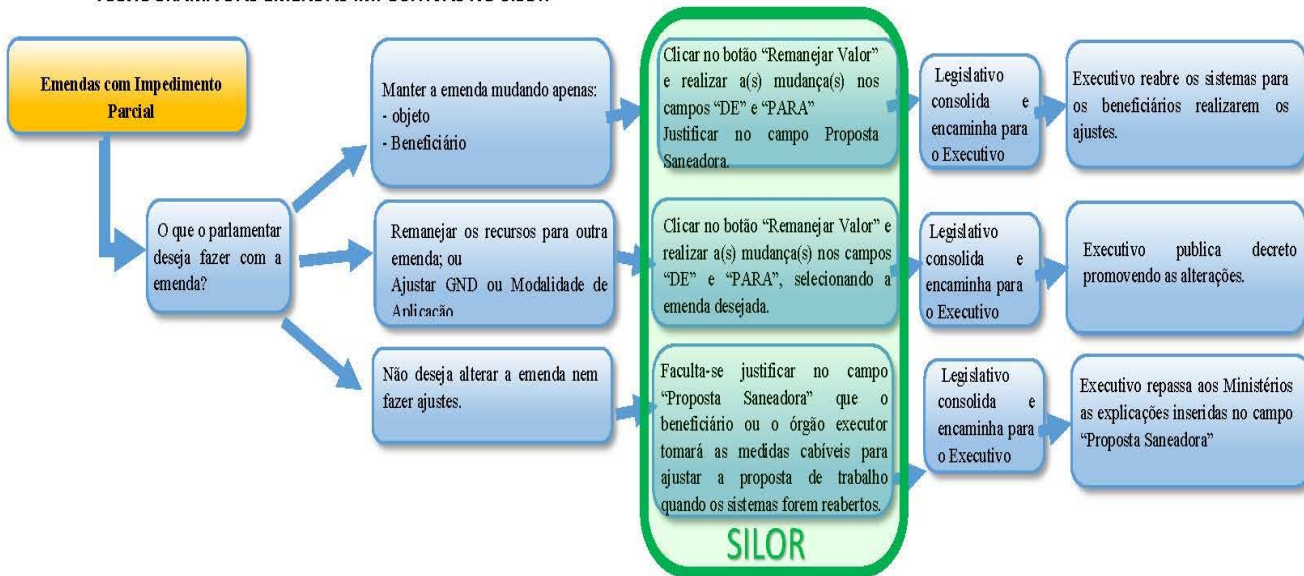 Emendas com Impedimento
Parcial
O que o parlamentar
deseja fazer com a
emenda?
Manter a emenda mudando apenas:
- objeto
- Beneficiário
Clicar no botão “Remanejar Valor”
e realizar a(s) mudança(s) nos
campos “DE” e “PARA”
Justificar no campo Proposta
Saneadora.
Legislativo
consolida e
encaminha para
o Executivo
Executivo reabre os sistemas para
os beneficiários realizarem os
ajustes.
Remanejar os recursos para outra
emenda; ou
Ajustar GND ou Modalidade de
Aplicação
Clicar no botão “Remanejar Valor” e
realizar a(s) mudança(s) nos campos
“DE” e “PARA”, selecionando a
emenda desejada.
Legislativo
consolida e
encaminha para
o Executivo
Executivo publica decreto
promovendo as alterações.
Não deseja alterar a emenda nem
fazer ajustes.
Faculta-se justificar no campo
“Proposta Saneadora” que o
beneficiário ou o órgão executor
tomará as medidas cabíveis para
ajustar a proposta de trabalho
quando os sistemas forem reabertos.
Legislativo
consolida e
encaminha para
o Executivo
Executivo repassa aos Ministérios
as explicações inseridas no campo
“Proposta Saneadora”
SILOR